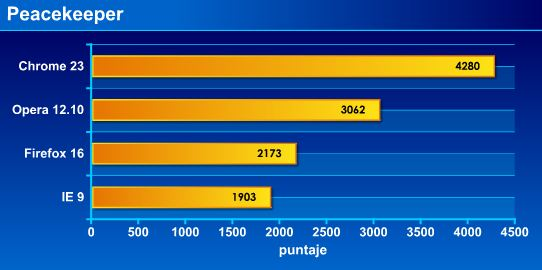 Peacekeeper
Chrome 23 4280
Opera 12.10 3062
Firefox 16 2173
IE 9 1903
0 500 1000 1500 2000 2500 3000 3500 4000 4500
puntaje